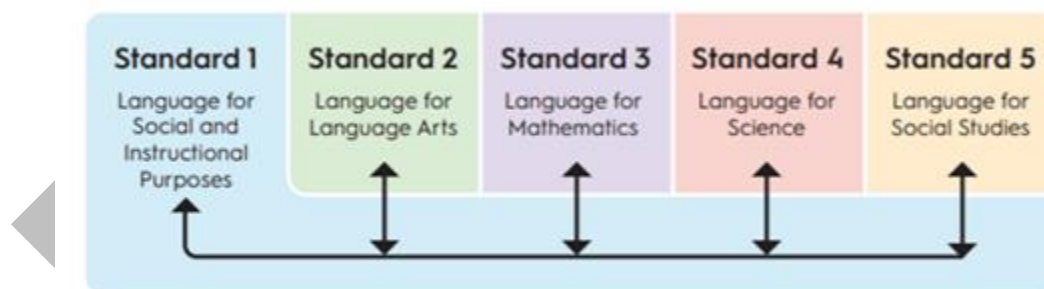 Standard 1
Language for
Social and
Instructional
Purposes
Standard 2
Language for
Language Arts
Standard 3
Language for
Mathematics
Standard 4
Language for
Science
Standard 5
Language for
Social Studies